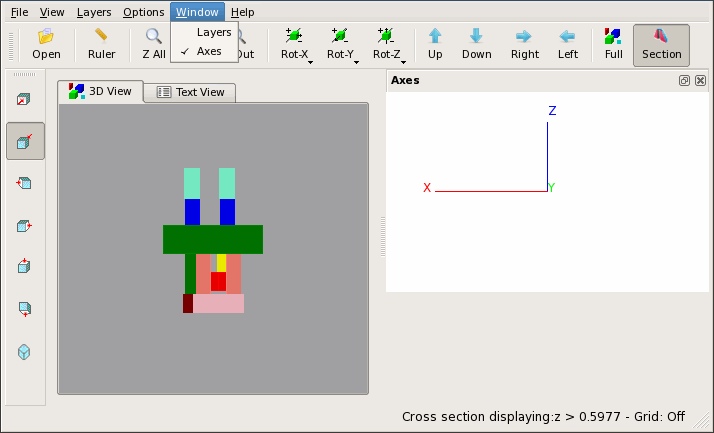 File View Layers Options Window Help
Layers
Axes
Open Ruler Z All Out Rot-X Rot-Y Rot-Z Up Down Right Left Full Section
3D View Text View
Axes
Z
X Y
Cross section displaying:z > 0.5977 - Grid: Off